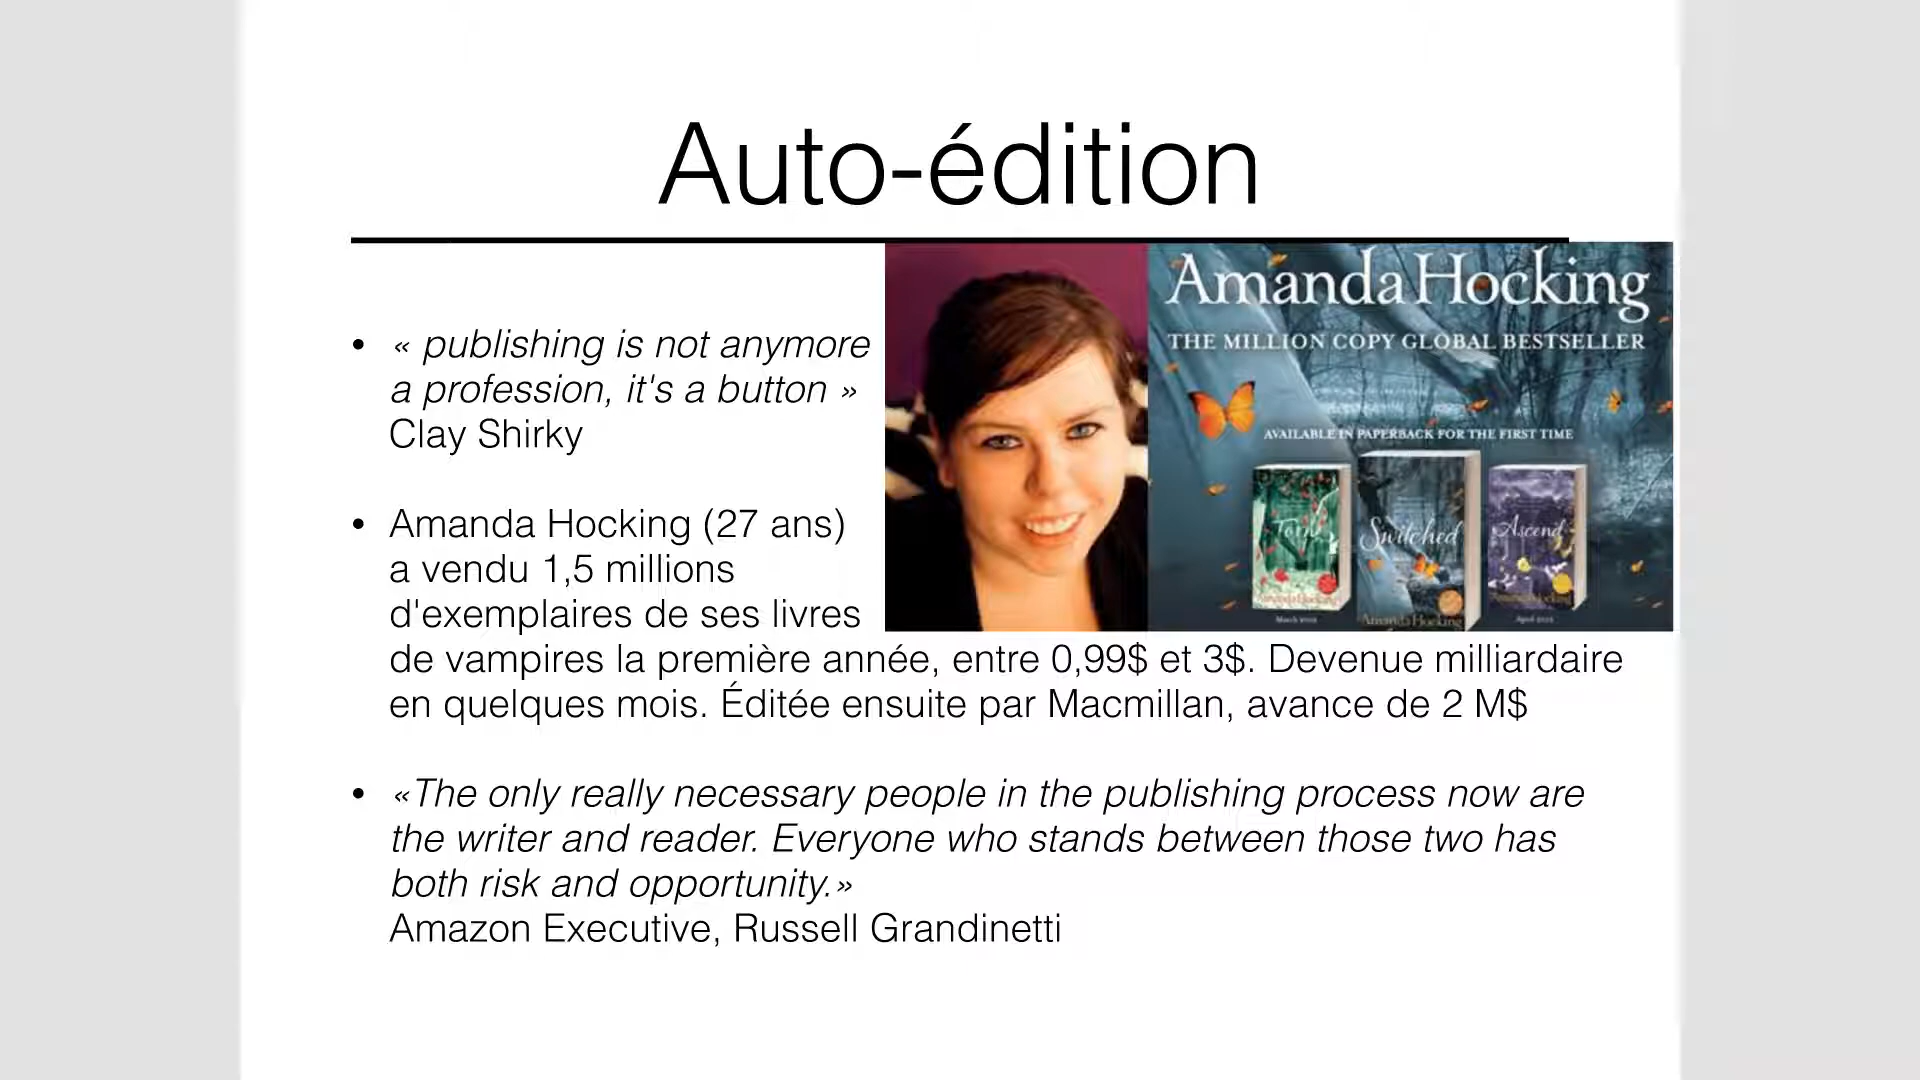 Auto-édition
• « publishing is not anymore
a profession, it's a button »
Clay Shirky
• Amanda Hocking (27 ans)
a vendu 1,5 millions
d'exemplaires de ses livres
de vampires la première année, entre 0,99$ et 3$. Devenue milliardaire
en quelques mois. Éditée ensuite par Macmillan, avance de 2 M$
• «The only really necessary people in the publishing process now are
the writer and reader. Everyone who stands between those two has
both risk and opportunity.»
Amazon Executive, Russell Grandinetti
Amanda Hocking
THE MILLION COPY GLOBAL BESTSELLER
AVAILABLE IN PAPERBACK FOR THE FIRST TIME
Torn
Switched
Ascend
Amanda Hocking